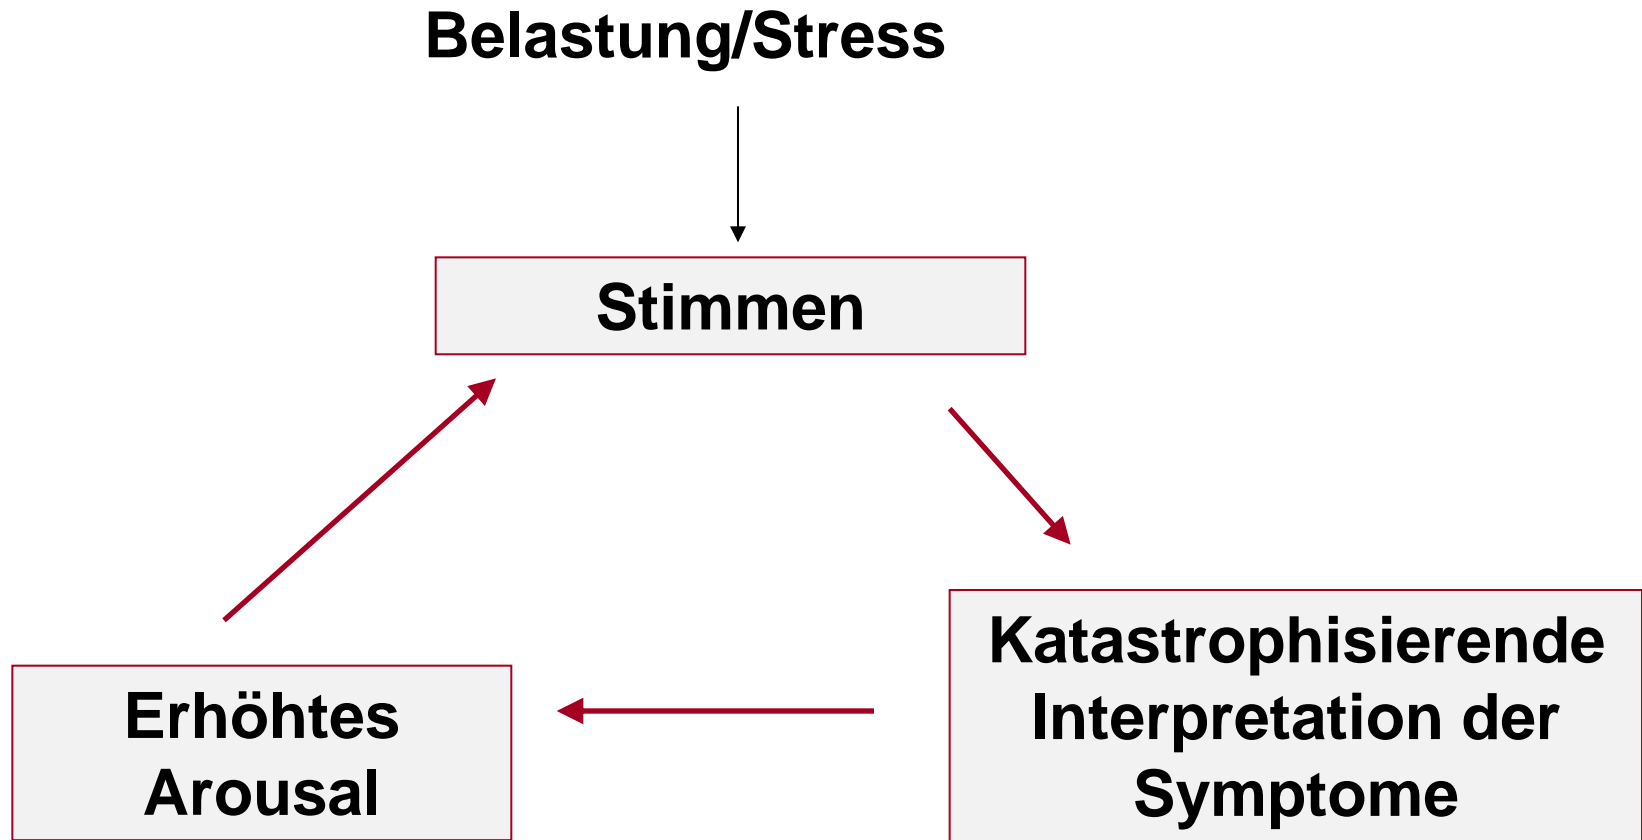 Belastung/Stress
Stimmen
Katastrophisierende
Interpretation der
Symptome
Erhöhtes
Arousal